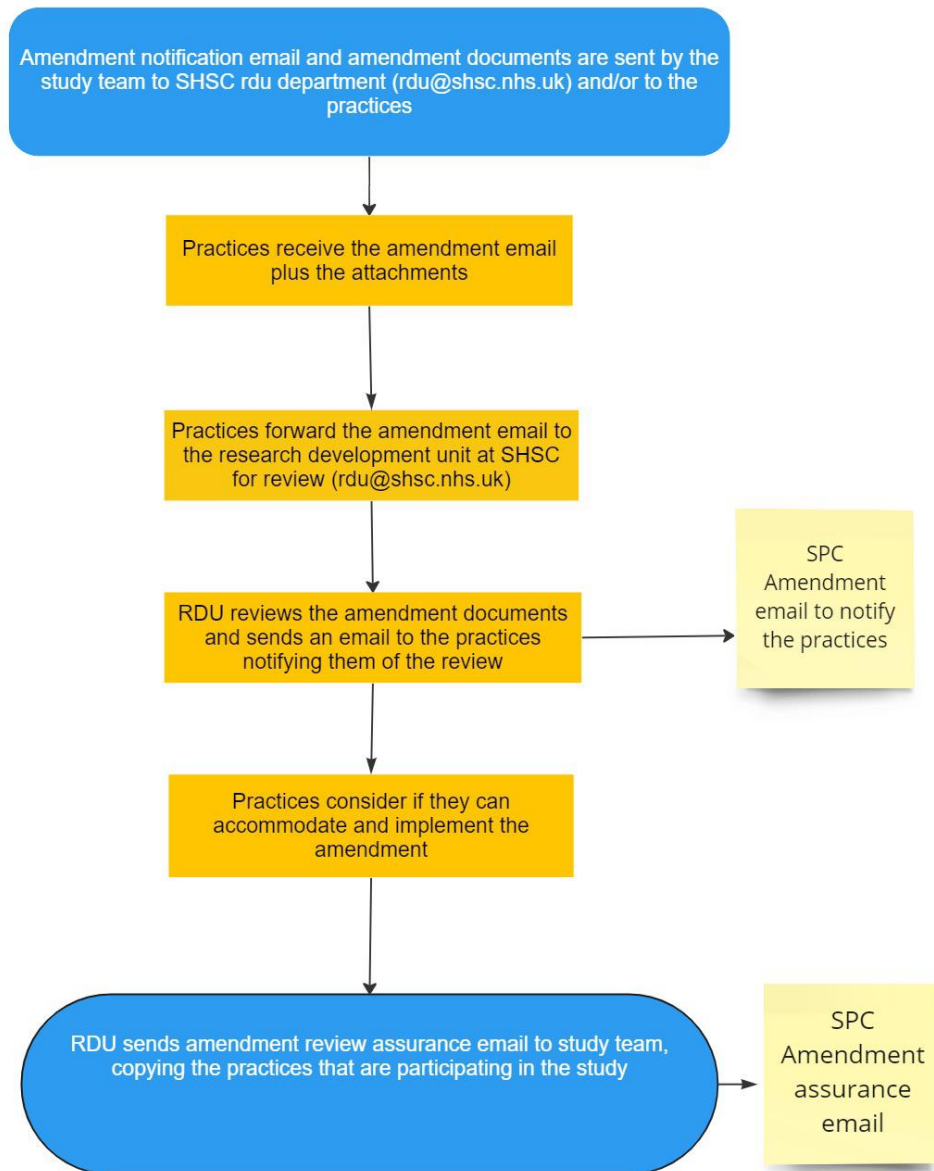 Amendment notification email and amendment documents are sent by the
study team to SHSC rdu department (rdu@shsc.nhs.uk) and/or to the
practices
Practices receive the amendment email
plus the attachments
Practices forward the amendment email to
the research development unit at SHSC
for review (rdu@shsc.nhs.uk)
RDU reviews the amendment documents
and sends an email to the practices
notifying them of the review
SPC
Amendment
email to notify
the practices
Practices consider if they can
accommodate and implement the
amendment
RDU sends amendment review assurance email to study team,
copying the practices that are participating in the study
SPC
Amendment
assurance
email